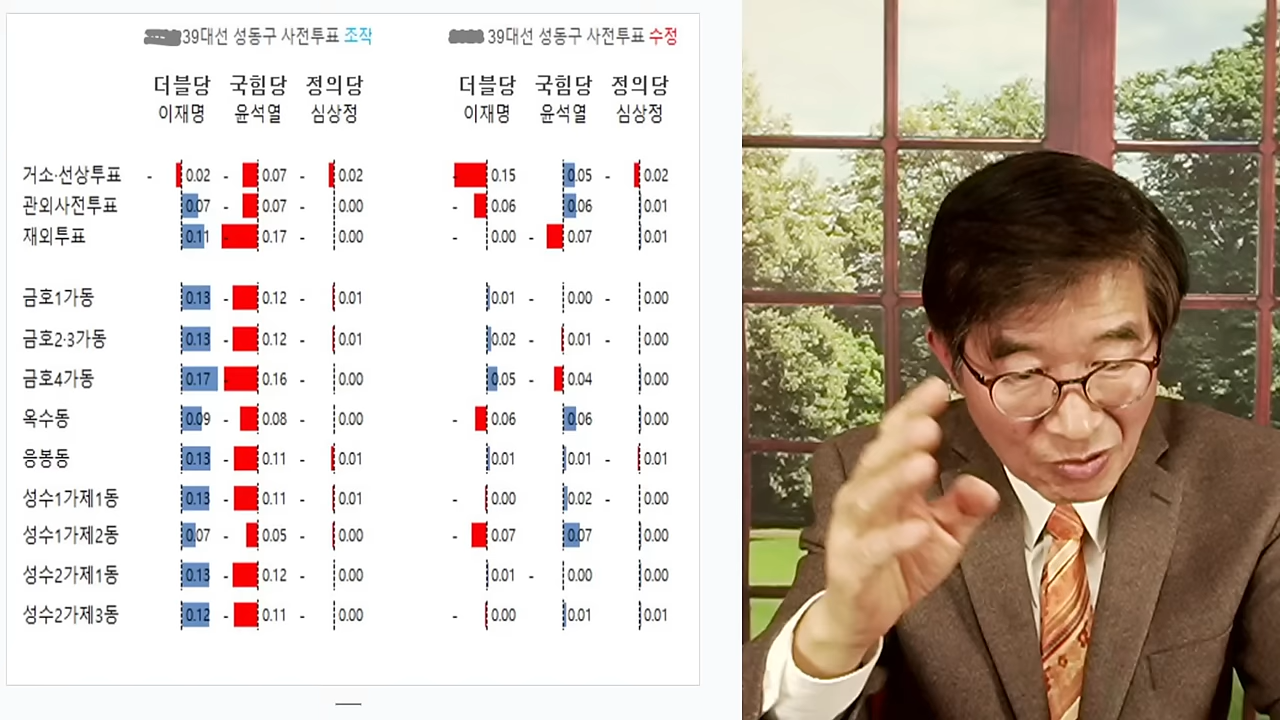 39대선 성동구 사전투표 조작 39대선 성동구 사전투표 수정
더블당 국힘당 정의당 더블당 국힘당 정의당
이재명 윤석열 심상정 이재명 윤석열 심상정
거소·선상투표 - 0.02 - 0.07 - 0.02 - 0.15 0.05 - 0.02
관외사전투표 0.07 - 0.07 - 0.00 - 0.06 0.06 0.01
재외투표 0.11 - 0.17 - 0.00 - 0.00 - 0.07 0.01
금호1가동 0.13 - 0.12 - 0.01 0.01 - 0.00 - 0.00
금호2·3가동 0.13 - 0.12 - 0.01 0.02 - 0.01 - 0.00
금호4가동 0.17 - 0.16 - 0.00 0.05 - 0.04 0.00
옥수동 0.09 - 0.08 - 0.00 - 0.06 0.06 0.00
응봉동 0.13 - 0.11 - 0.01 0.01 0.01 - 0.01
성수1가제1동 0.13 - 0.11 - 0.01 - 0.00 0.02 - 0.00
성수1가제2동 0.07 - 0.05 - 0.00 - 0.07 0.07 - 0.00
성수2가제1동 0.13 - 0.12 - 0.00 0.01 - 0.00 0.00
성수2가제3동 0.12 - 0.11 - 0.00 - 0.00 0.01 0.01